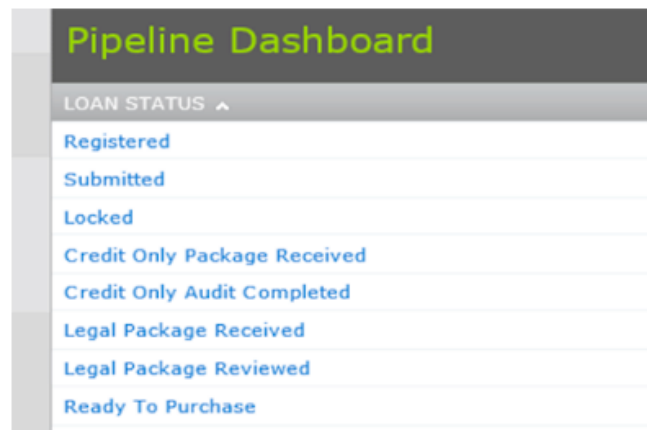 Pipeline Dashboard
LOAN STATUS
Registered
Submitted
Locked
Credit Only Package Received
Credit Only Audit Completed
Legal Package Received
Legal Package Reviewed
Ready To Purchase